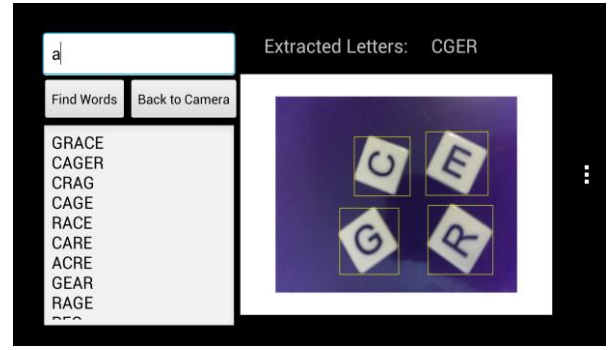 a
Extracted Letters: CGER
Find Words
Back to Camera
GRACE
CAGER
CRAG
CAGE
RACE
CARE
ACRE
GEAR
RAGE
C E
G R